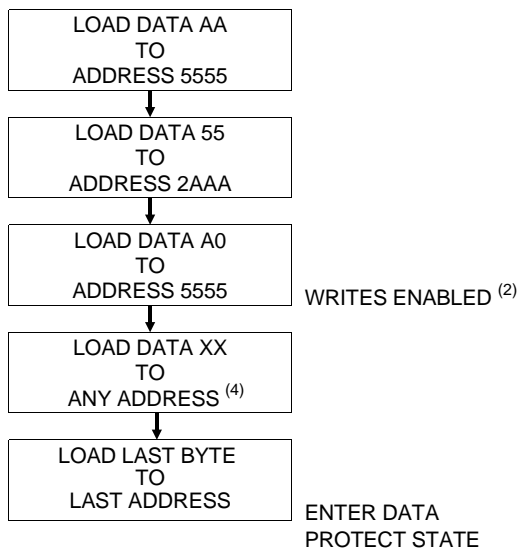 LOAD DATA AA
TO
ADDRESS 5555
LOAD DATA 55
TO
ADDRESS 2AAA
LOAD DATA A0
TO
ADDRESS 5555
WRITES ENABLED (2)
LOAD DATA XX
TO
ANY ADDRESS (4)
LOAD LAST BYTE
TO
LAST ADDRESS
ENTER DATA
PROTECT STATE